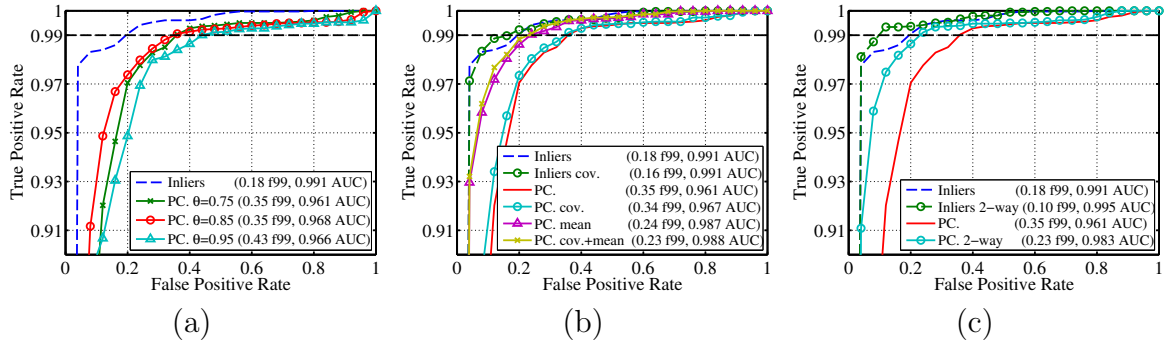 1
0.99
0.97
0.95
0.93
0.91
True Positive Rate
Inliers (0.18 f99, 0.991 AUC)
PC. θ=0.75 (0.35 f99, 0.961 AUC)
PC. θ=0.85 (0.35 f99, 0.968 AUC)
PC. θ=0.95 (0.43 f99, 0.966 AUC)
0 0.2 0.4 0.6 0.8 1
False Positive Rate
(a)
1
0.99
0.97
0.95
0.93
0.91
True Positive Rate
Inliers (0.18 f99, 0.991 AUC)
Inliers cov. (0.16 f99, 0.991 AUC)
PC. (0.35 f99, 0.961 AUC)
PC. cov. (0.34 f99, 0.967 AUC)
PC. mean (0.24 f99, 0.987 AUC)
PC. cov.+mean (0.23 f99, 0.988 AUC)
0 0.2 0.4 0.6 0.8 1
False Positive Rate
(b)
1
0.99
0.97
0.95
0.93
0.91
True Positive Rate
Inliers (0.18 f99, 0.991 AUC)
Inliers 2−way (0.10 f99, 0.995 AUC)
PC. (0.35 f99, 0.961 AUC)
PC. 2−way (0.23 f99, 0.983 AUC)
0 0.2 0.4 0.6 0.8 1
False Positive Rate
(c)